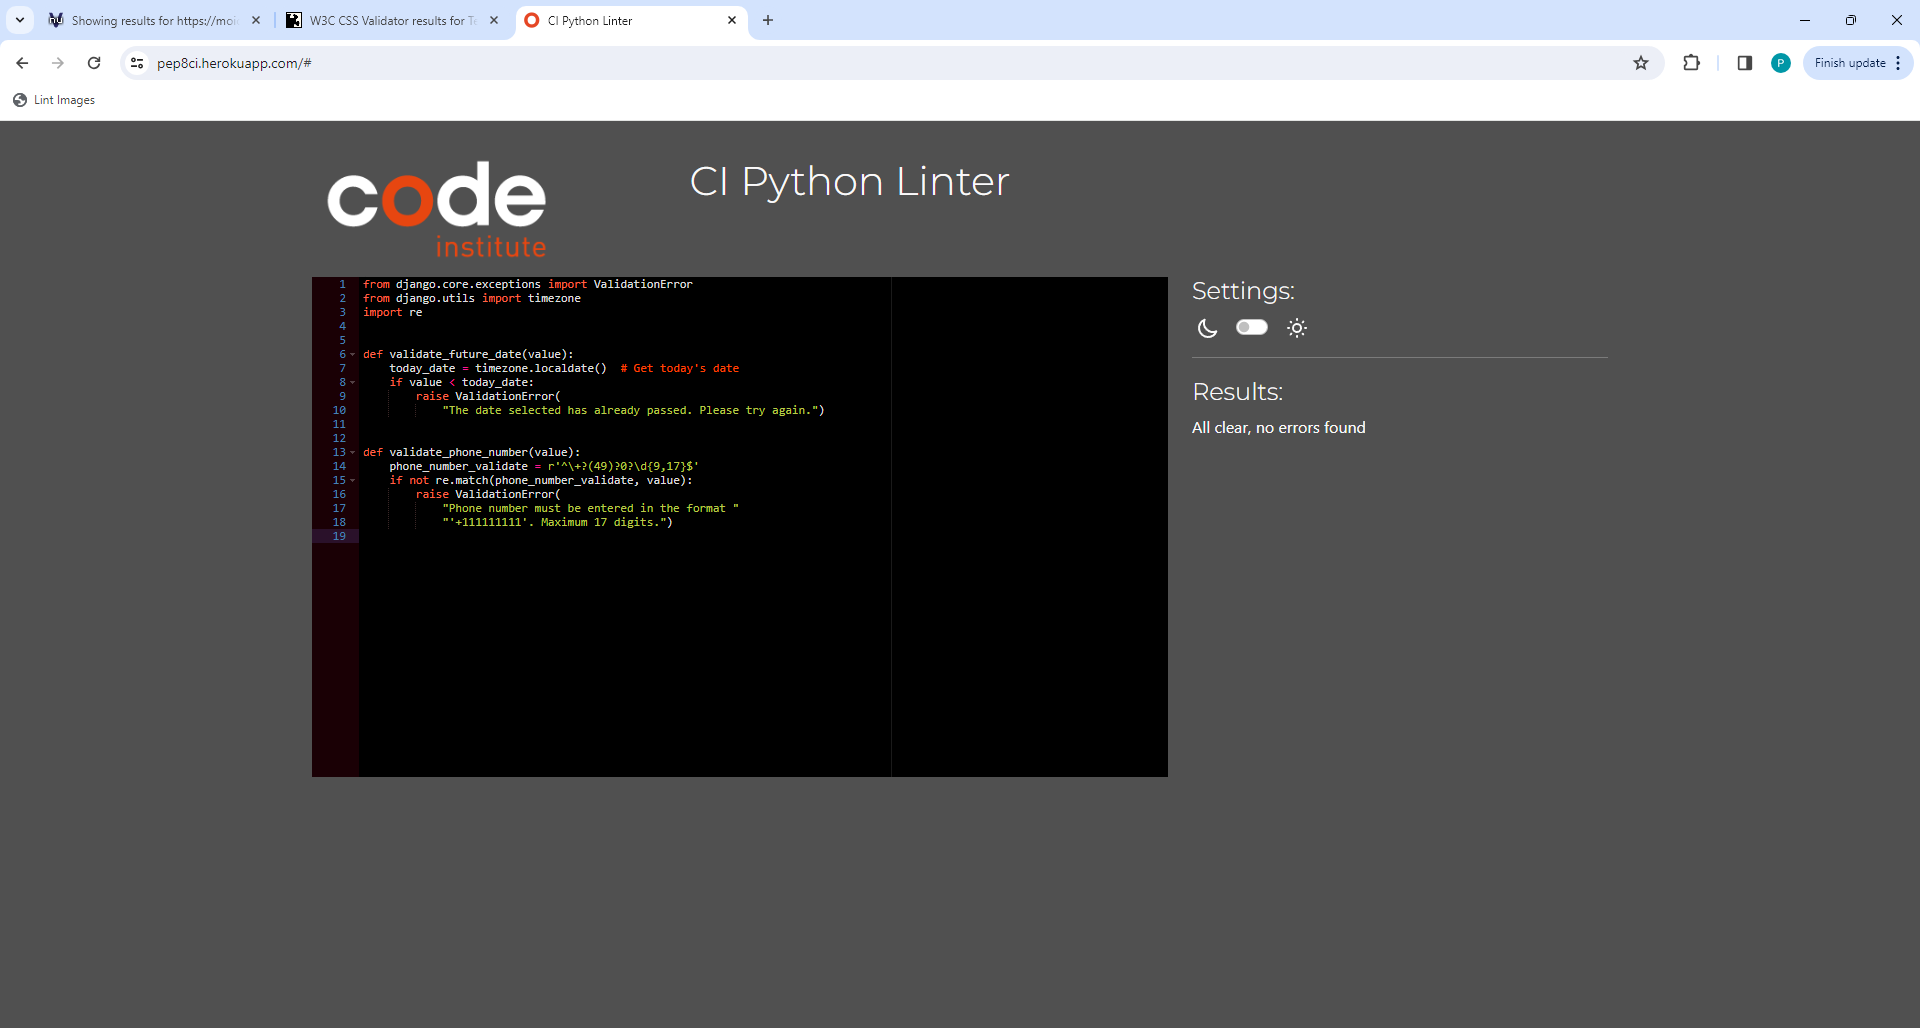 Showing results for https://moi
W3C CSS Validator results for Te
CI Python Linter
pep8ci.herokuapp.com/#
P
Finish update
Lint Images
code
institute
CI Python Linter
1 from django.core.exceptions import ValidationError
2 from django.utils import timezone
3 import re
4
5
6 def validate_future_date(value):
7     today_date = timezone.localdate()  # Get today's date
8     if value < today_date:
9         raise ValidationError(
10             "The date selected has already passed. Please try again.")
11
12
13 def validate_phone_number(value):
14     phone_number_validate = r'^\+?(49)?0?\d{9,17}$'
15     if not re.match(phone_number_validate, value):
16         raise ValidationError(
17             "Phone number must be entered in the format "
18             "'+111111111'. Maximum 17 digits.")
19
Settings:
Results:
All clear, no errors found